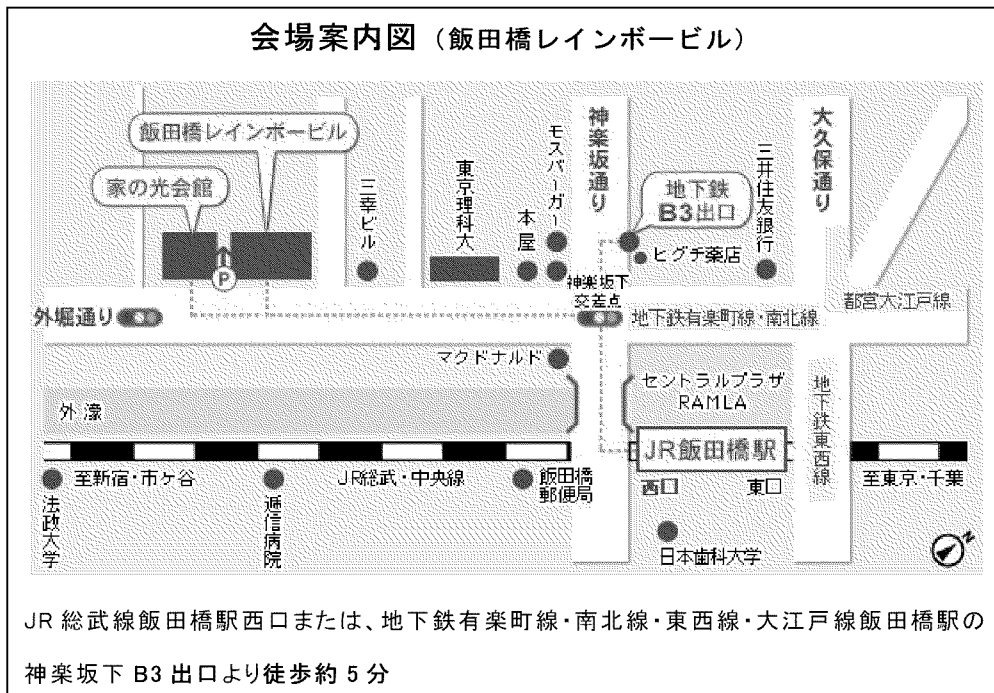 会場案内図（飯田橋レインボービル）
飯田橋レインボービル
家の光会館
P
三幸ビル
東京理科大
本屋
モスバーガー
神楽坂通り
地下鉄
B3出口
ヒグチ薬店
三井住友銀行
大久保通り
外堀通り
神楽坂下
交差点
地下鉄有楽町線・南北線
都営大江戸線
マクドナルド
セントラルプラザ
RAMLA
地下鉄東西線
外濠
JR飯田橋駅
至新宿・市ケ谷
JR総武・中央線
飯田橋
郵便局
西口
東口
至東京・千葉
法政大学
逓信病院
日本歯科大学
N
JR 総武線飯田橋駅西口または、地下鉄有楽町線・南北線・東西線・大江戸線飯田橋駅の
神楽坂下 B3 出口より徒歩約 5 分